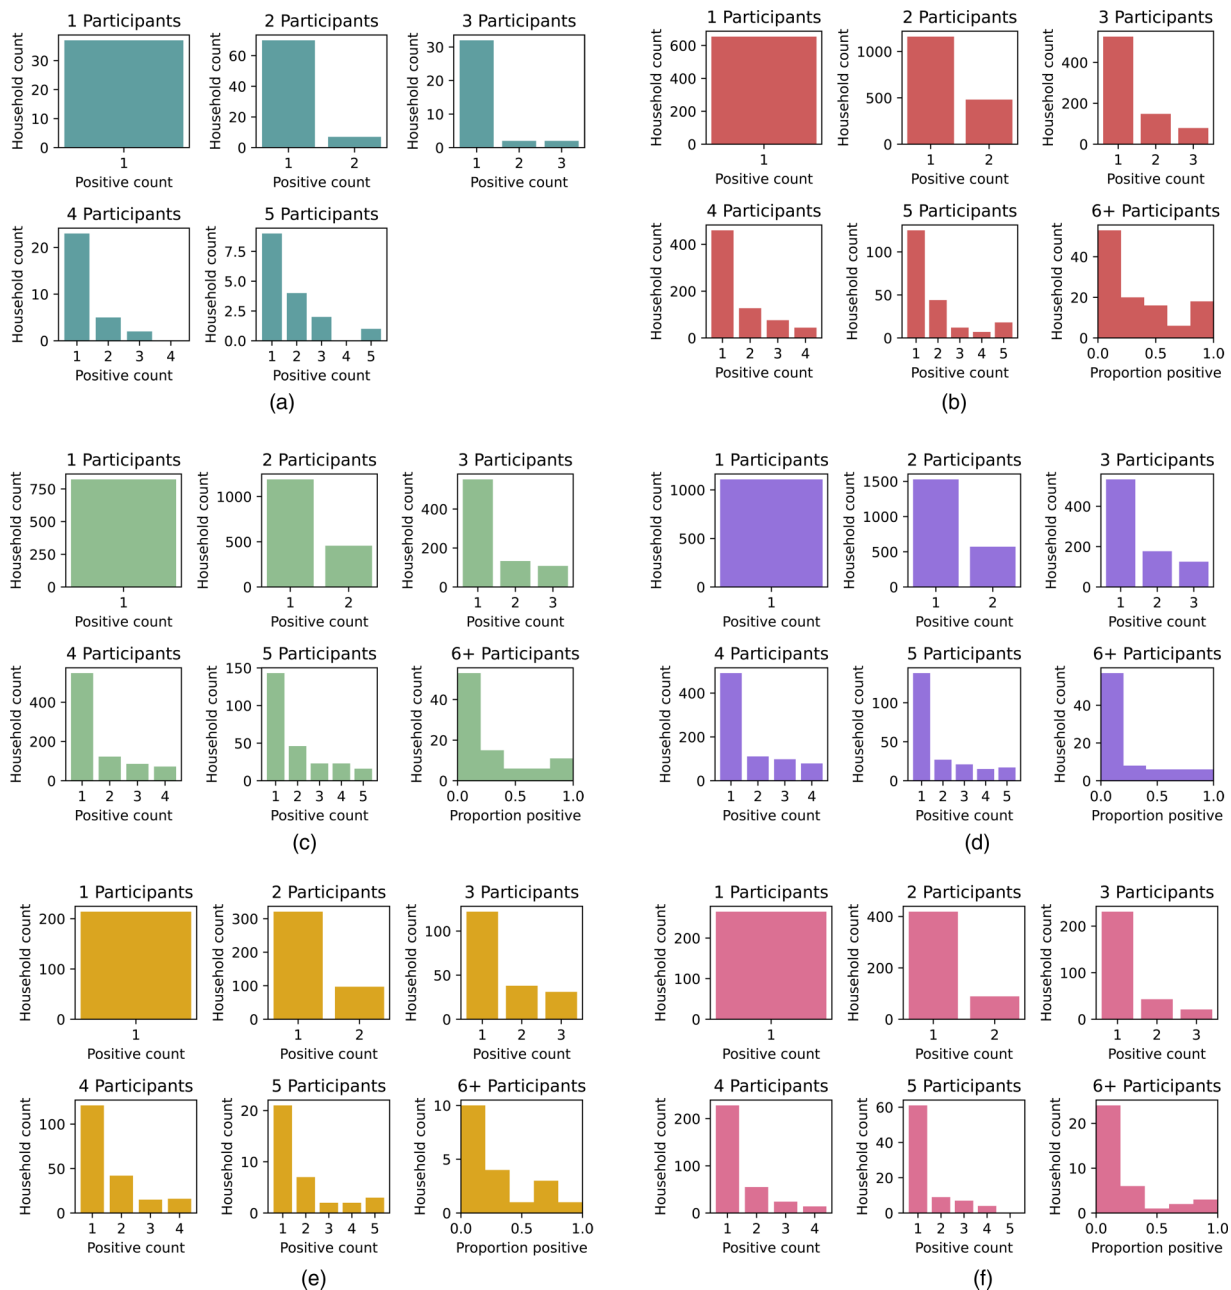 1 Participants
Household count
30
20
10
0
1
Positive count
2 Participants
Household count
60
40
20
0
1 2
Positive count
3 Participants
Household count
30
20
10
0
1 2 3
Positive count
4 Participants
Household count
20
10
0
1 2 3 4
Positive count
5 Participants
Household count
7.5
5.0
2.5
0.0
1 2 3 4 5
Positive count
(a)
1 Participants
Household count
600
400
200
0
1
Positive count
2 Participants
Household count
1000
500
0
1 2
Positive count
3 Participants
Household count
400
200
0
1 2 3
Positive count
4 Participants
Household count
400
200
0
1 2 3 4
Positive count
5 Participants
Household count
100
50
0
1 2 3 4 5
Positive count
6+ Participants
Household count
40
20
0
0.0 0.5 1.0
Proportion positive
(b)
1 Participants
Household count
750
500
250
0
1
Positive count
2 Participants
Household count
1000
500
0
1 2
Positive count
3 Participants
Household count
400
200
0
1 2 3
Positive count
4 Participants
Household count
400
200
0
1 2 3 4
Positive count
5 Participants
Household count
150
100
50
0
1 2 3 4 5
Positive count
6+ Participants
Household count
40
20
0
0.0 0.5 1.0
Proportion positive
(c)
1 Participants
Household count
1000
500
0
1
Positive count
2 Participants
Household count
1500
1000
500
0
1 2
Positive count
3 Participants
Household count
400
200
0
1 2 3
Positive count
4 Participants
Household count
400
200
0
1 2 3 4
Positive count
5 Participants
Household count
100
50
0
1 2 3 4 5
Positive count
6+ Participants
Household count
40
20
0
0.0 0.5 1.0
Proportion positive
(d)
1 Participants
Household count
200
100
0
1
Positive count
2 Participants
Household count
300
200
100
0
1 2
Positive count
3 Participants
Household count
100
50
0
1 2 3
Positive count
4 Participants
Household count
100
50
0
1 2 3 4
Positive count
5 Participants
Household count
20
10
0
1 2 3 4 5
Positive count
6+ Participants
Household count
10
5
0
0.0 0.5 1.0
Proportion positive
(e)
1 Participants
Household count
200
100
0
1
Positive count
2 Participants
Household count
400
200
0
1 2
Positive count
3 Participants
Household count
200
100
0
1 2 3
Positive count
4 Participants
Household count
200
100
0
1 2 3 4
Positive count
5 Participants
Household count
60
40
20
0
1 2 3 4 5
Positive count
6+ Participants
Household count
20
10
0
0.0 0.5 1.0
Proportion positive
(f)